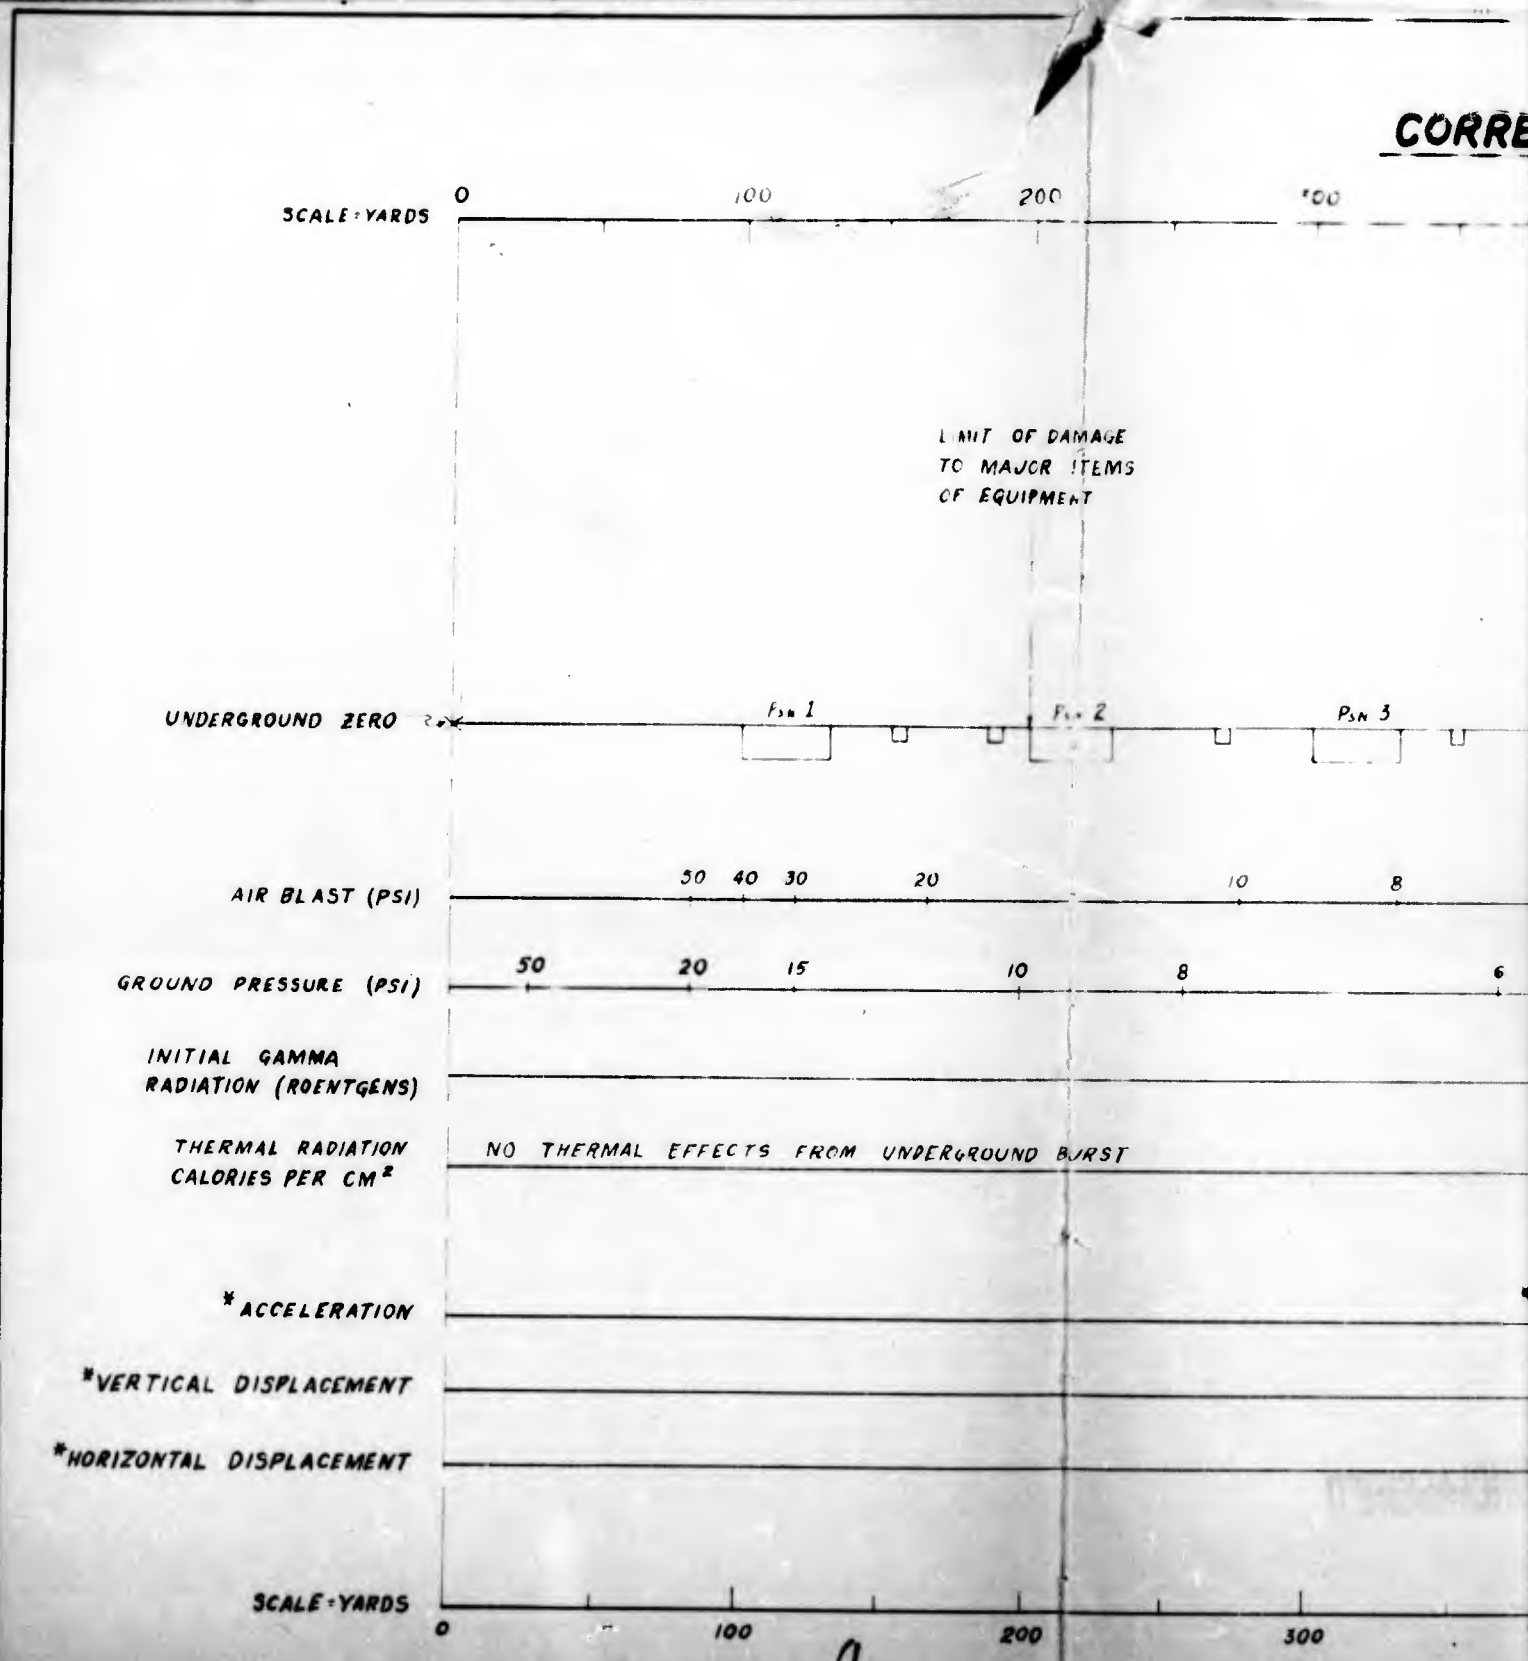 CORRE
0 100 200 300
SCALE=YARDS
LIMIT OF DAMAGE
TO MAJOR ITEMS
OF EQUIPMENT
UNDERGROUND ZERO
PSN 1 PSN 2 PSN 3
50 40 30 20 10 8
AIR BLAST (PSI)
50 20 15 10 8 6
GROUND PRESSURE (PSI)
INITIAL GAMMA
RADIATION (ROENTGENS)
THERMAL RADIATION
CALORIES PER CM²
NO THERMAL EFFECTS FROM UNDERGROUND BURST
*ACCELERATION
*VERTICAL DISPLACEMENT
*HORIZONTAL DISPLACEMENT
SCALE=YARDS
0 100 200 300